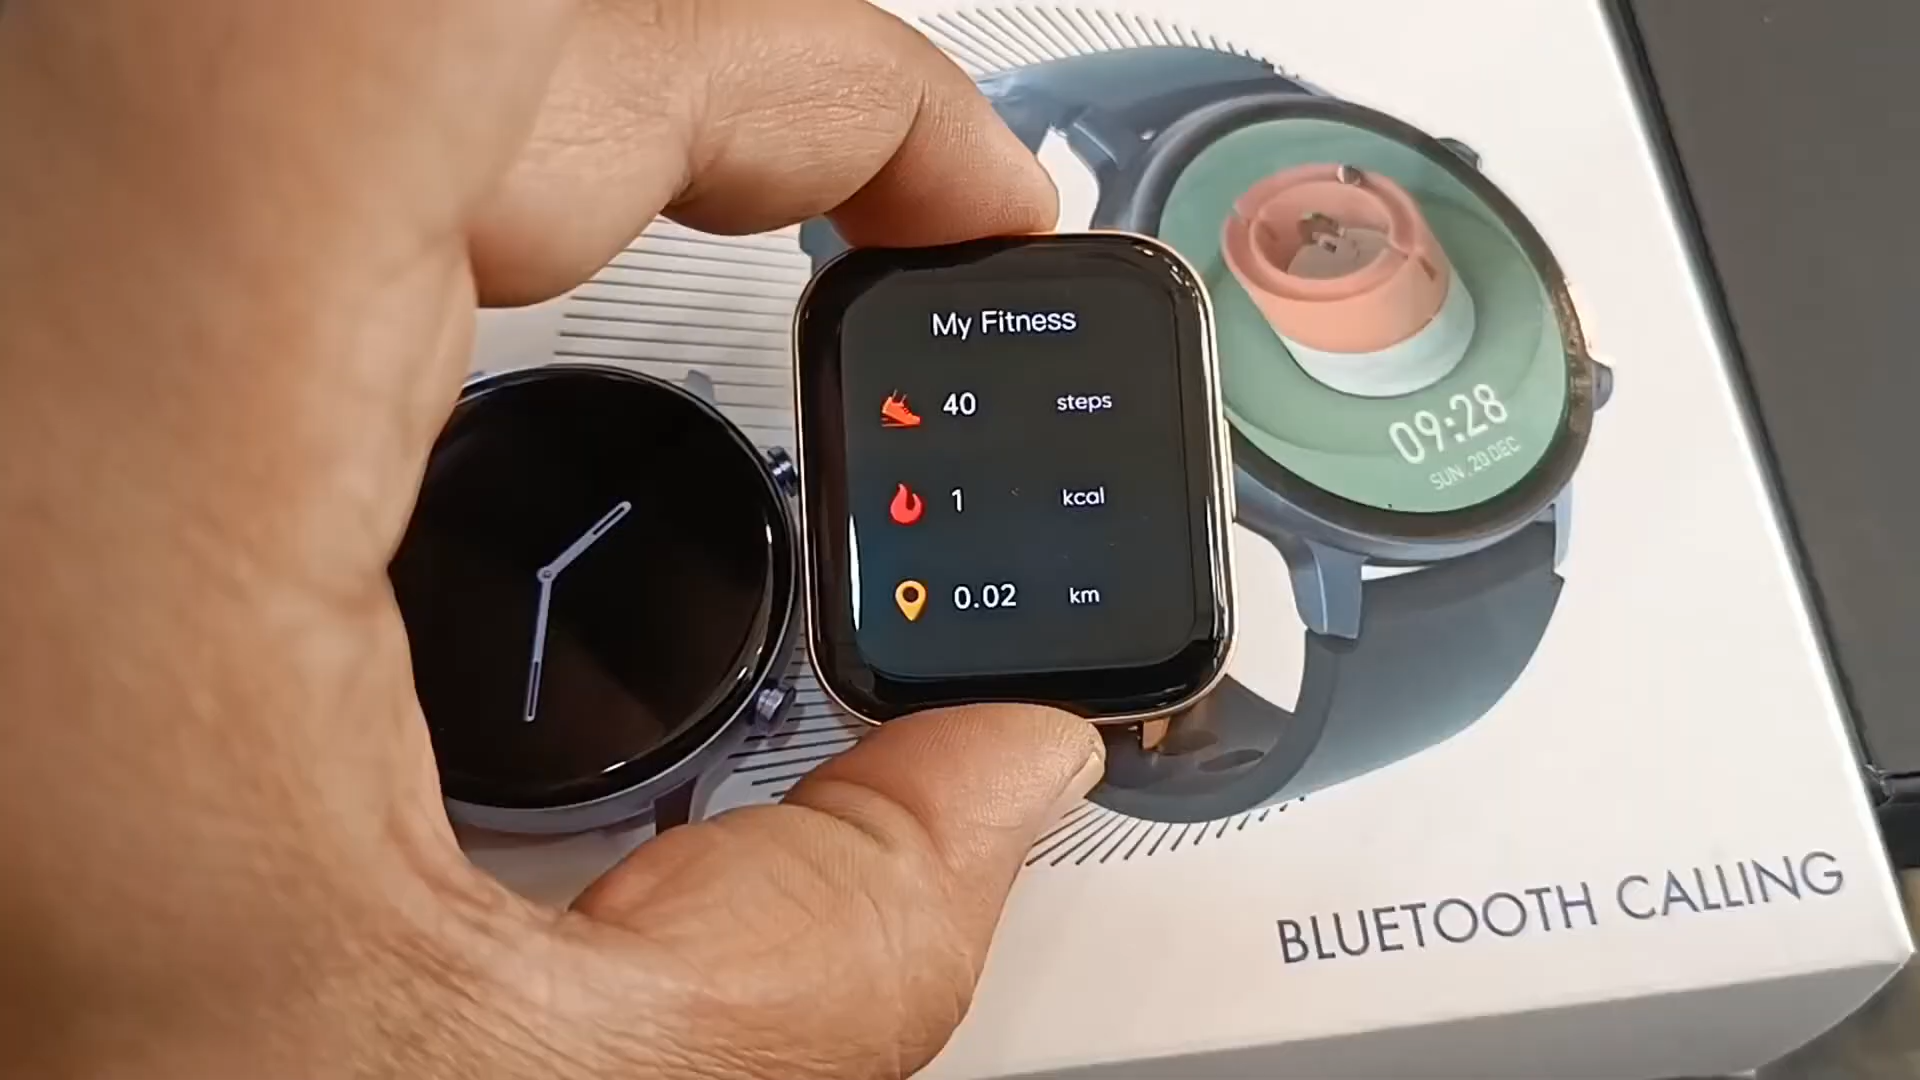 My Fitness
40 steps
1 kcal
0.02 km
09:28
SUN, 20 DEC
BLUETOOTH CALLING